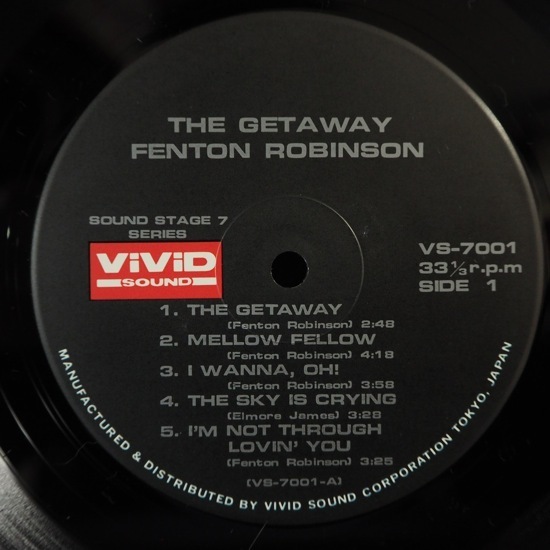 THE GETAWAY
FENTON ROBINSON
SOUND STAGE 7
SERIES
ViViD
SOUND
VS-7001
33⅓ r.p.m
SIDE 1
1. THE GETAWAY
(Fenton Robinson) 2:48
2. MELLOW FELLOW
(Fenton Robinson) 4:18
3. I WANNA, OH!
(Fenton Robinson) 3:58
4. THE SKY IS CRYING
(Elmore James) 3:28
5. I'M NOT THROUGH
LOVIN' YOU
(Fenton Robinson) 3:25
(VS-7001-A)
MANUFACTURED & DISTRIBUTED BY VIVID SOUND CORPORATION TOKYO. JAPAN